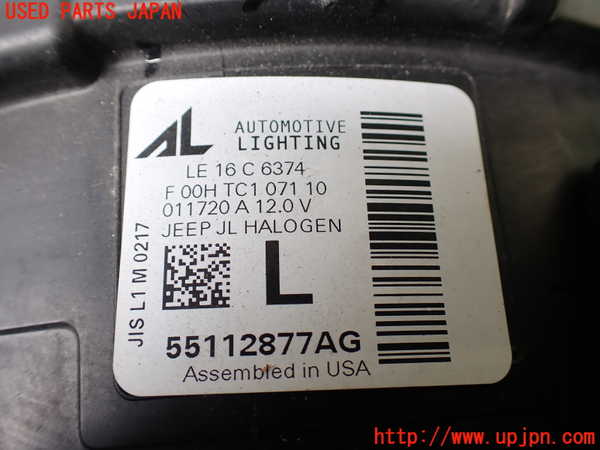 USED PARTS JAPAN
AL AUTOMOTIVE
LIGHTING
LE 16 C 6374
F 00H TC1 071 10
011720 A 12.0 V
JEEP JL HALOGEN
JIS L1 M 0217
L
55112877AG
Assembled in USA
http://www.upjpn.com/